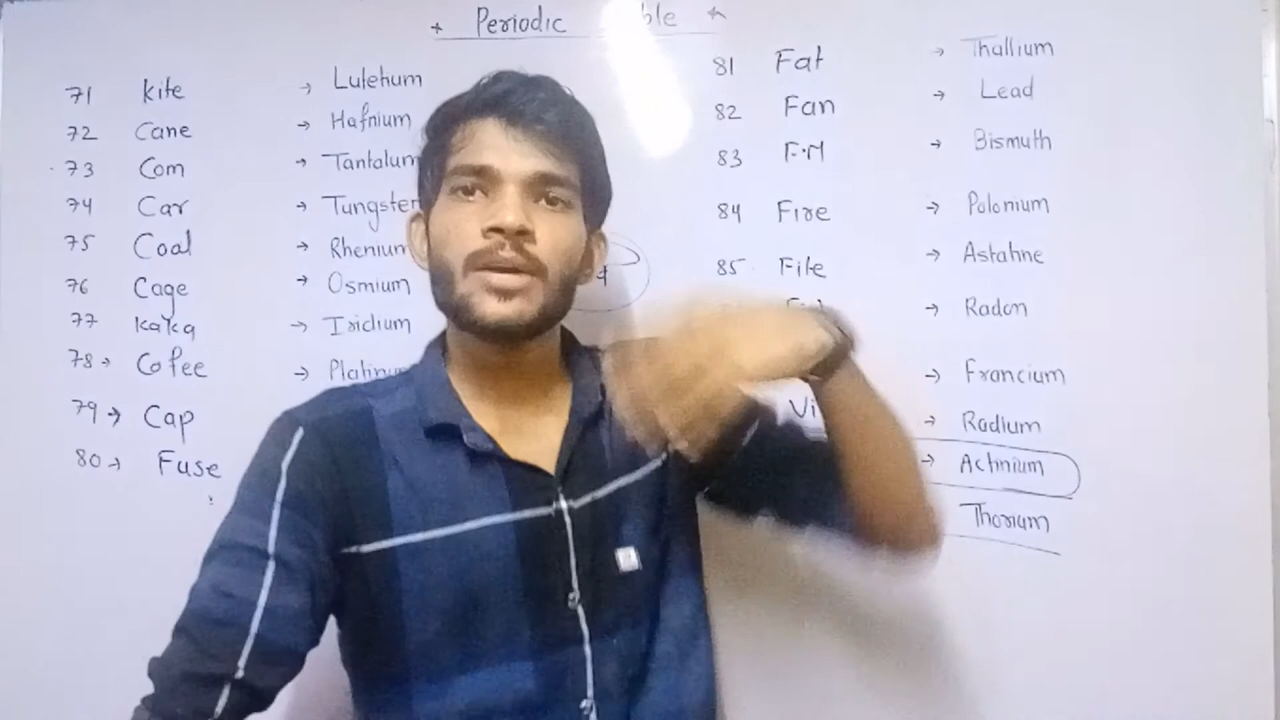 Periodic
71 Kite → Lutetium
72 Cane → Hafnium
73 Com → Tantalum
74 Car → Tungsten
75 Coal → Rhenium
76 Cage → Osmium
77 Kaka → Iridium
78 → Cofee → Platinum
79 → Cap
80 → Fuse
81 Fat → Thallium
82 Fan → Lead
83 F.M → Bismuth
84 Fire → Polonium
85 File → Astatine
→ Radon
→ Francium
Vi → Radium
→ Actinium
Thorium